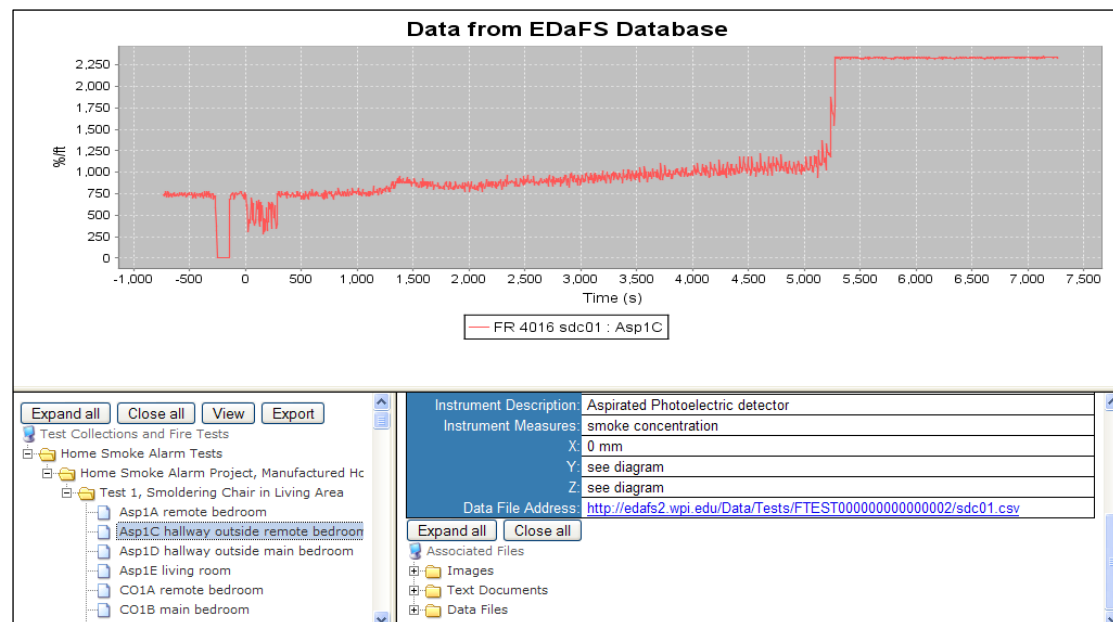 Data from EDaFS Database
2,250
2,000
1,750
1,500
1,250
1,000
750
500
250
0
%/ft
-1,000 -500 0 500 1,000 1,500 2,000 2,500 3,000 3,500 4,000 4,500 5,000 5,500 6,000 6,500 7,000 7,500
Time (s)
FR 4016 sdc01 : Asp1C
Expand all Close all View Export
Test Collections and Fire Tests
Home Smoke Alarm Tests
Home Smoke Alarm Project, Manufactured Hc
Test 1, Smoldering Chair in Living Area
Asp1A remote bedroom
Asp1C hallway outside remote bedroom
Asp1D hallway outside main bedroom
Asp1E living room
CO1A remote bedroom
CO1B main bedroom
Instrument Description: Aspirated Photoelectric detector
Instrument Measures: smoke concentration
X: 0 mm
Y: see diagram
Z: see diagram
Data File Address: http://edafs2.wpi.edu/Data/Tests/FTEST000000000000002/sdc01.csv
Expand all Close all
Associated Files
Images
Text Documents
Data Files